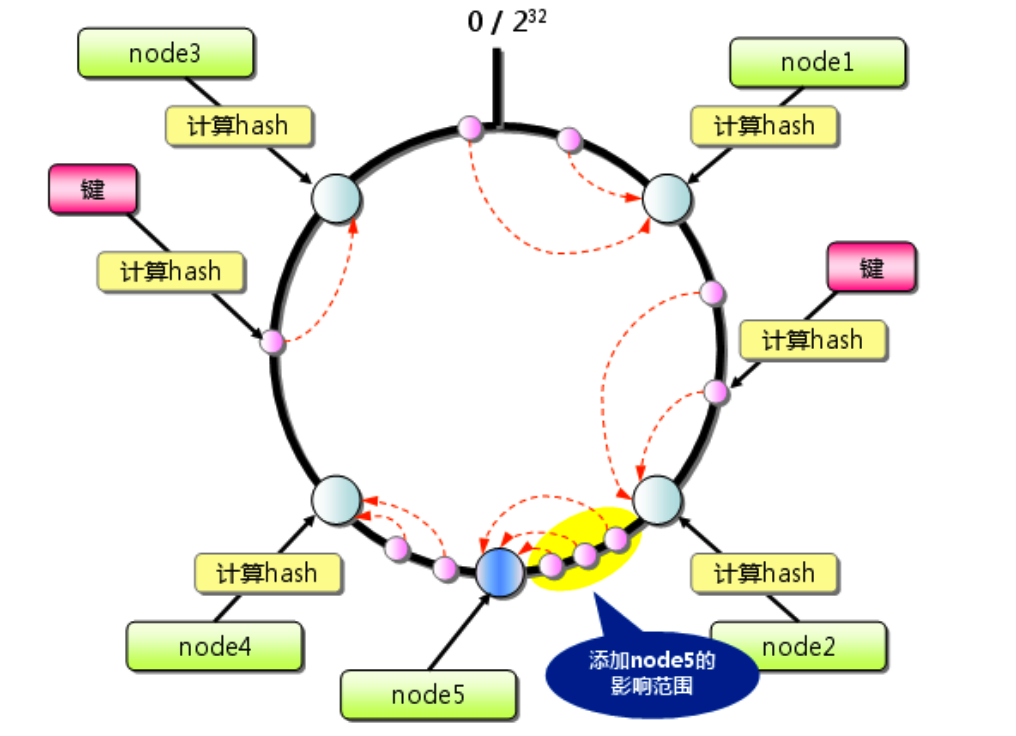 0 / 2³²
node3
node1
计算hash
计算hash
键
键
计算hash
计算hash
计算hash
计算hash
node4
添加node5的
影响范围
node2
node5